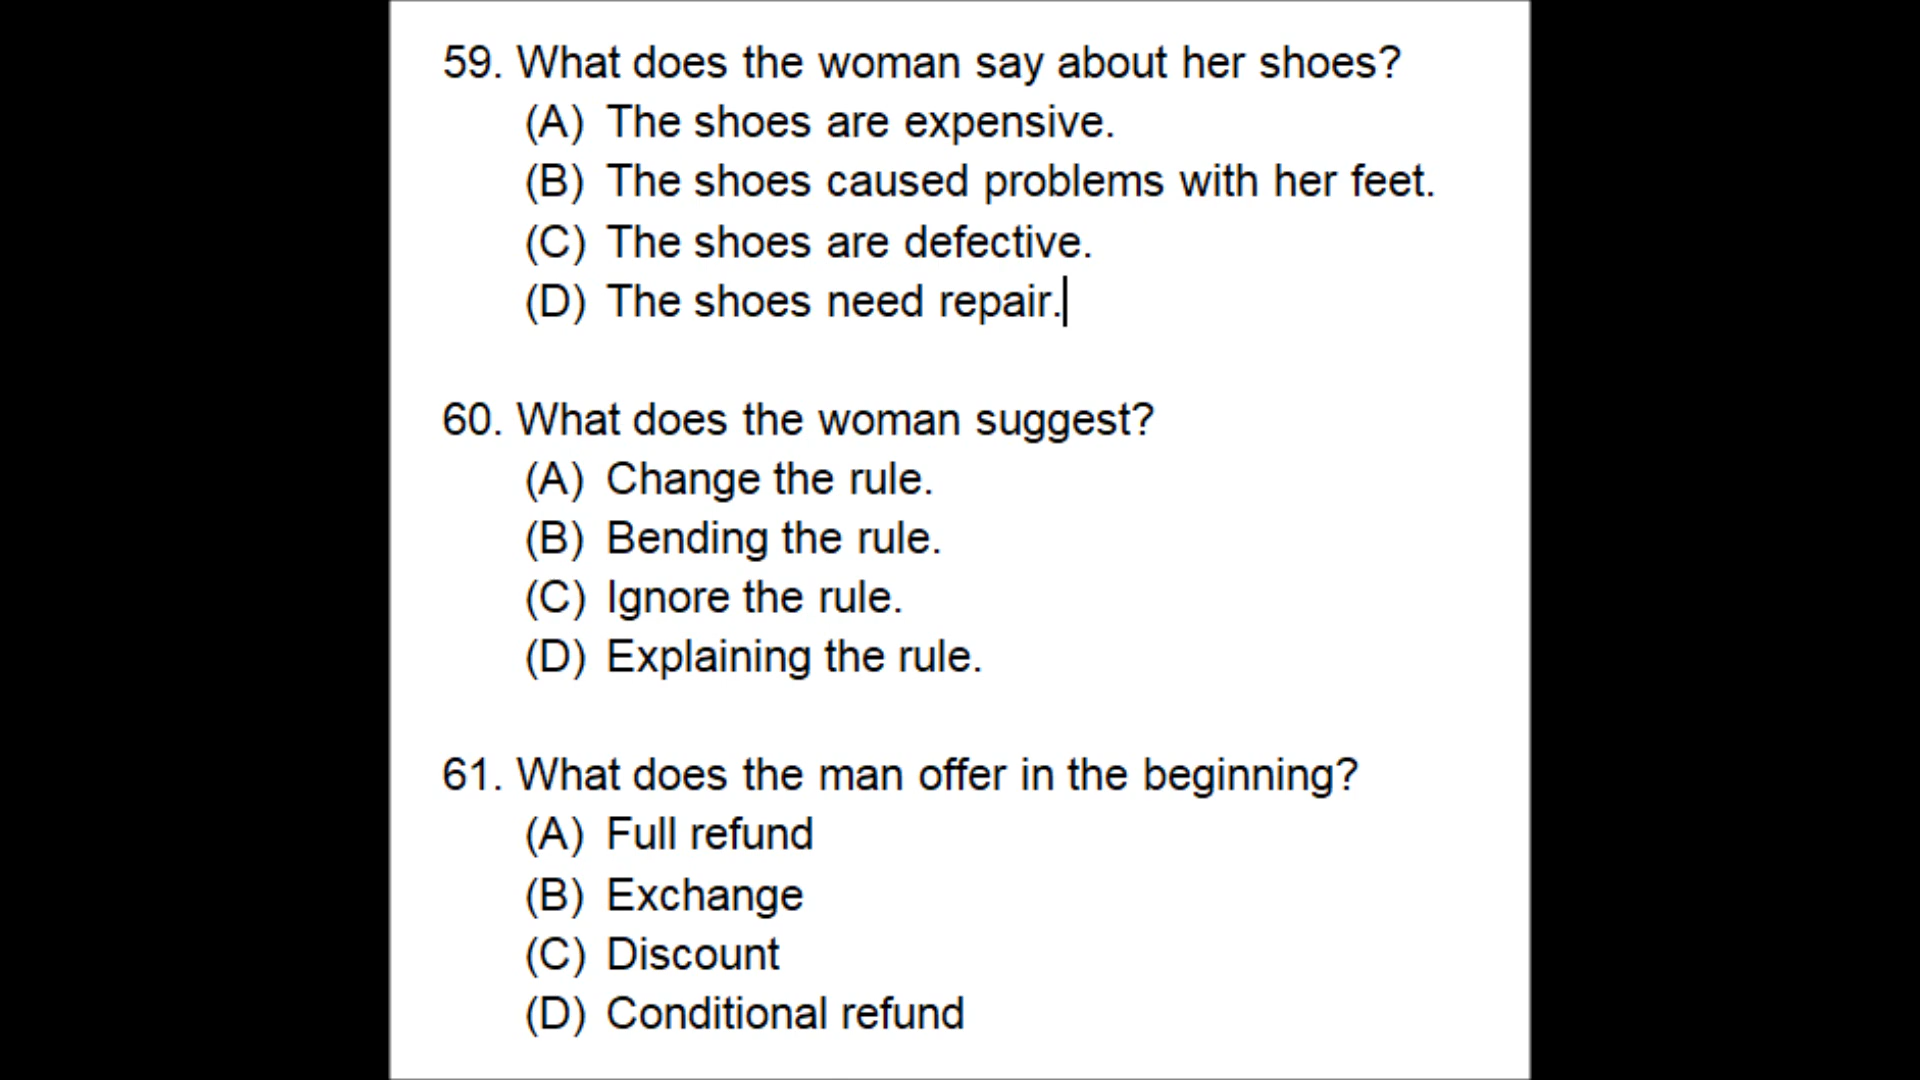 59. What does the woman say about her shoes?
(A) The shoes are expensive.
(B) The shoes caused problems with her feet.
(C) The shoes are defective.
(D) The shoes need repair.
60. What does the woman suggest?
(A) Change the rule.
(B) Bending the rule.
(C) Ignore the rule.
(D) Explaining the rule.
61. What does the man offer in the beginning?
(A) Full refund
(B) Exchange
(C) Discount
(D) Conditional refund